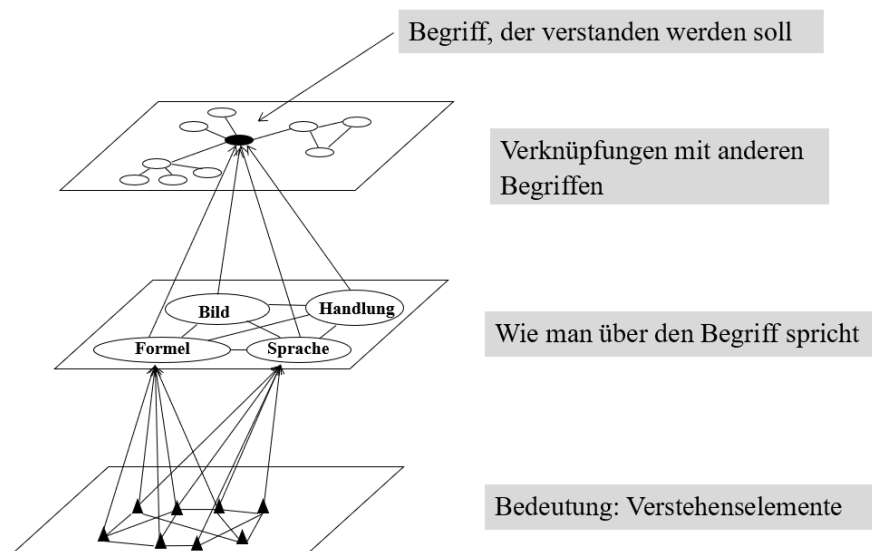 Begriff, der verstanden werden soll
Verknüpfungen mit anderen
Begriffen
Bild
Handlung
Formel
Sprache
Wie man über den Begriff spricht
Bedeutung: Verstehenselemente